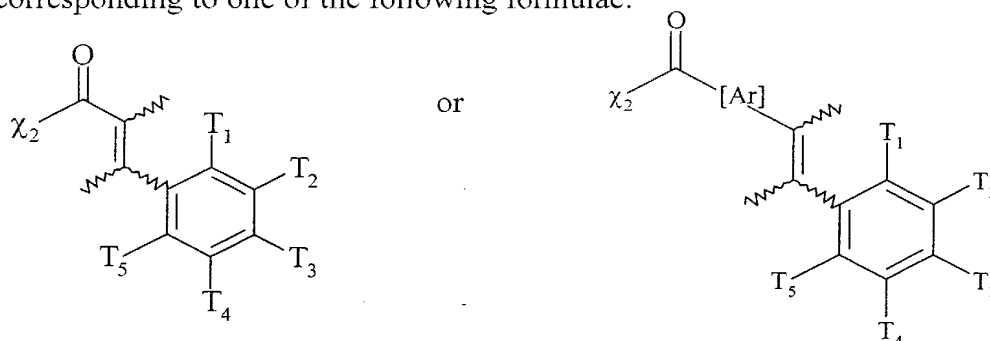 corresponding to one of the following formulae:
O
χ₂
T₁
T₂
T₃
T₄
T₅
or
O
χ₂
[Ar]
T₁
T
T
T₄
T₅